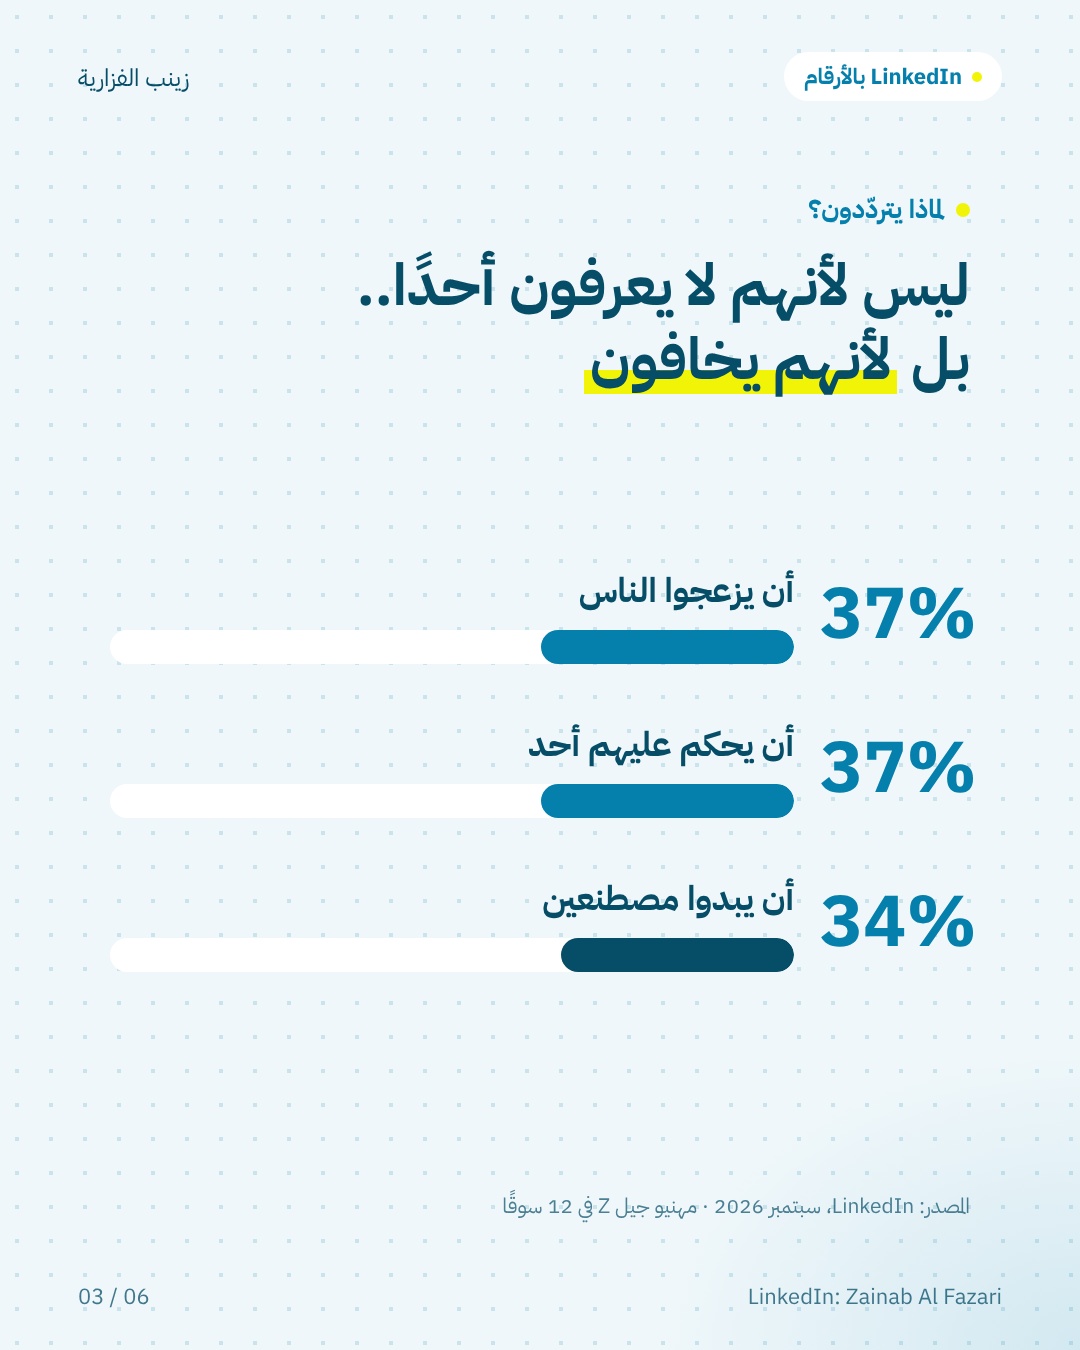 LinkedIn بالأرقام
زينب الفزارية
لماذا يتردّدون؟
ليس لأنهم لا يعرفون أحدًا..
بل لأنهم يخافون
37%
أن يزعجوا الناس
37%
أن يحكم عليهم أحد
34%
أن يبدوا مصطنعين
المصدر: LinkedIn، سبتمبر 2026 · مهنيو جيل Z في 12 سوقًا
LinkedIn: Zainab Al Fazari
03 / 06